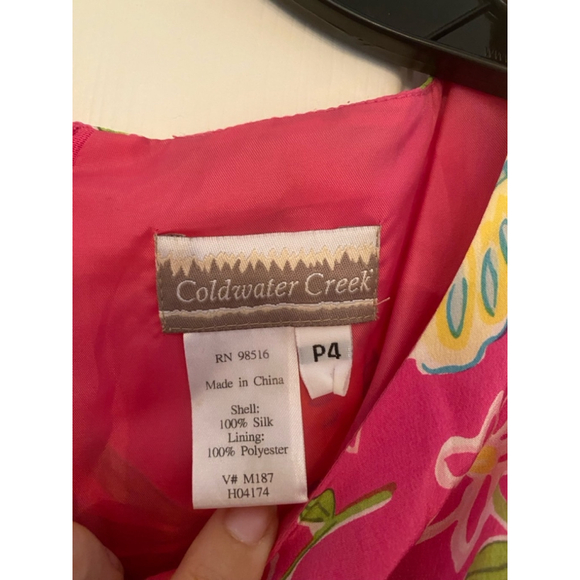 Coldwater Creek
P4
RN 98516
Made in China
Shell:
100% Silk
Lining:
100% Polyester
V# M187
H04174